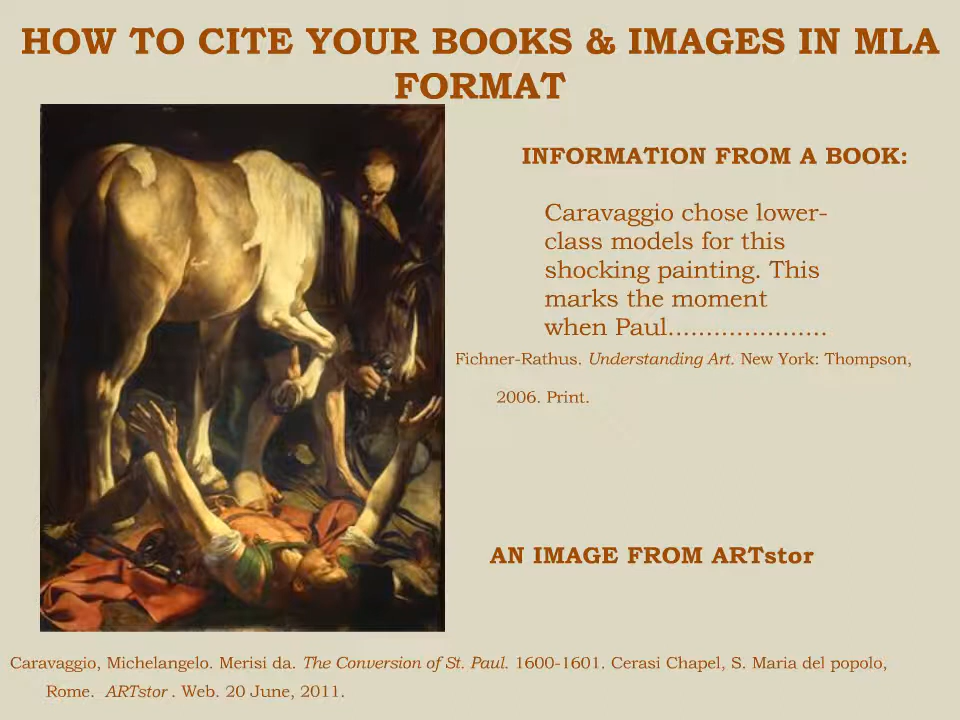 HOW TO CITE YOUR BOOKS & IMAGES IN MLA
FORMAT
INFORMATION FROM A BOOK:
Caravaggio chose lower-
class models for this
shocking painting. This
marks the moment
when Paul.....................
Fichner-Rathus. Understanding Art. New York: Thompson,
2006. Print.
AN IMAGE FROM ARTstor
Caravaggio, Michelangelo. Merisi da. The Conversion of St. Paul. 1600-1601. Cerasi Chapel, S. Maria del popolo,
Rome. ARTstor . Web. 20 June, 2011.